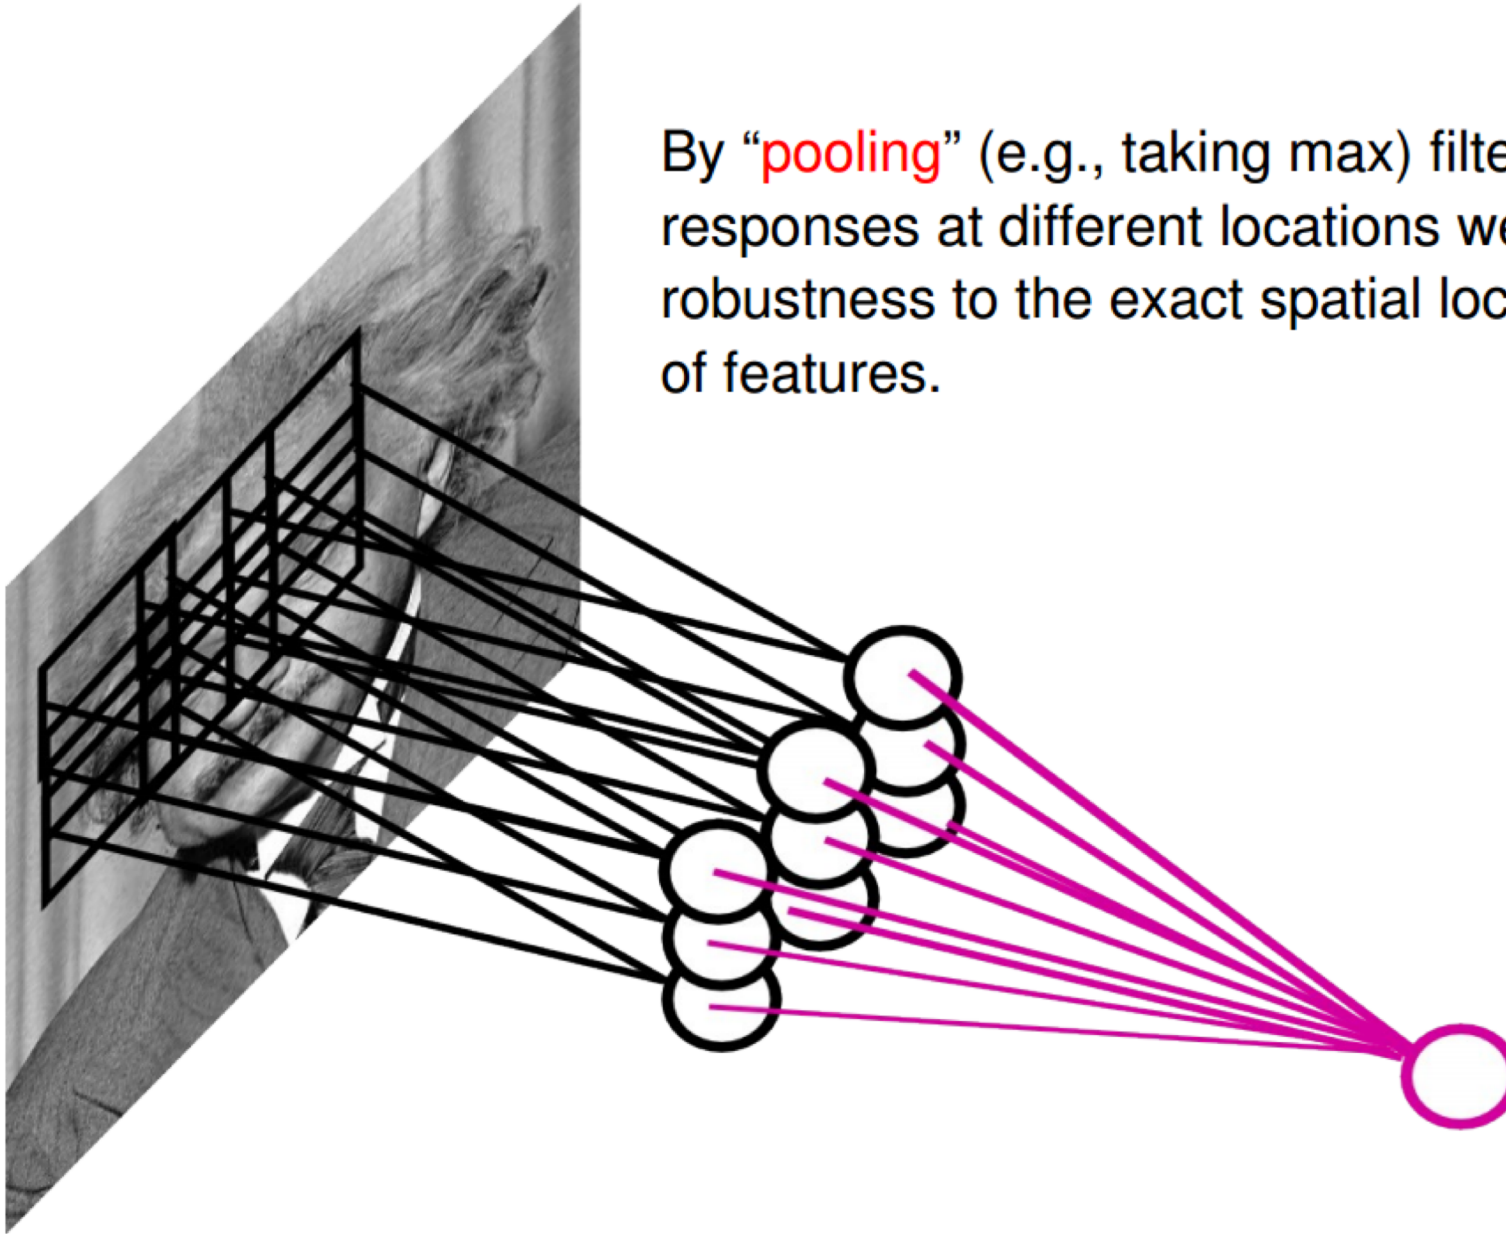 By “pooling” (e.g., taking max) filte
responses at different locations we
robustness to the exact spatial loc
of features.